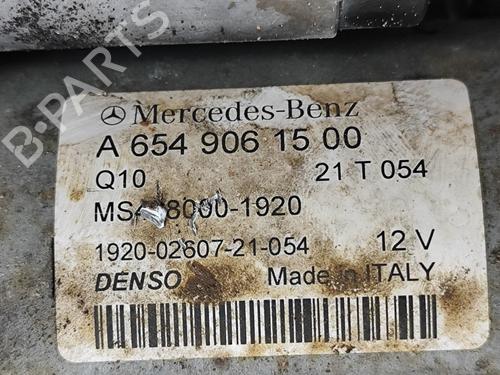 B-PARTS
Mercedes-Benz
A 654 906 15 00
Q10 21 T 054
8000-1920
1920-02607-21-054 12 V
DENSO Made in ITALY